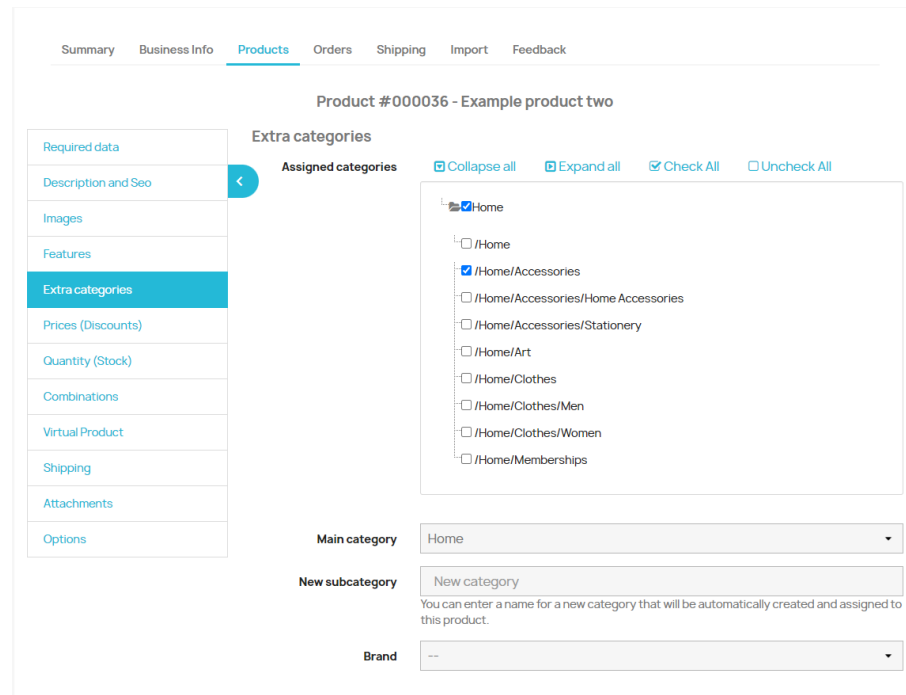 Summary Business Info Products Orders Shipping Import Feedback
Product #000036 - Example product two
Required data
Description and Seo
Images
Features
Extra categories
Prices (Discounts)
Quantity (Stock)
Combinations
Virtual Product
Shipping
Attachments
Options
Extra categories
Assigned categories
Collapse all Expand all Check All Uncheck All
Home
/Home
/Home/Accessories
/Home/Accessories/Home Accessories
/Home/Accessories/Stationery
/Home/Art
/Home/Clothes
/Home/Clothes/Men
/Home/Clothes/Women
/Home/Memberships
Main category Home
New subcategory New category
You can enter a name for a new category that will be automatically created and assigned to
this product.
Brand --